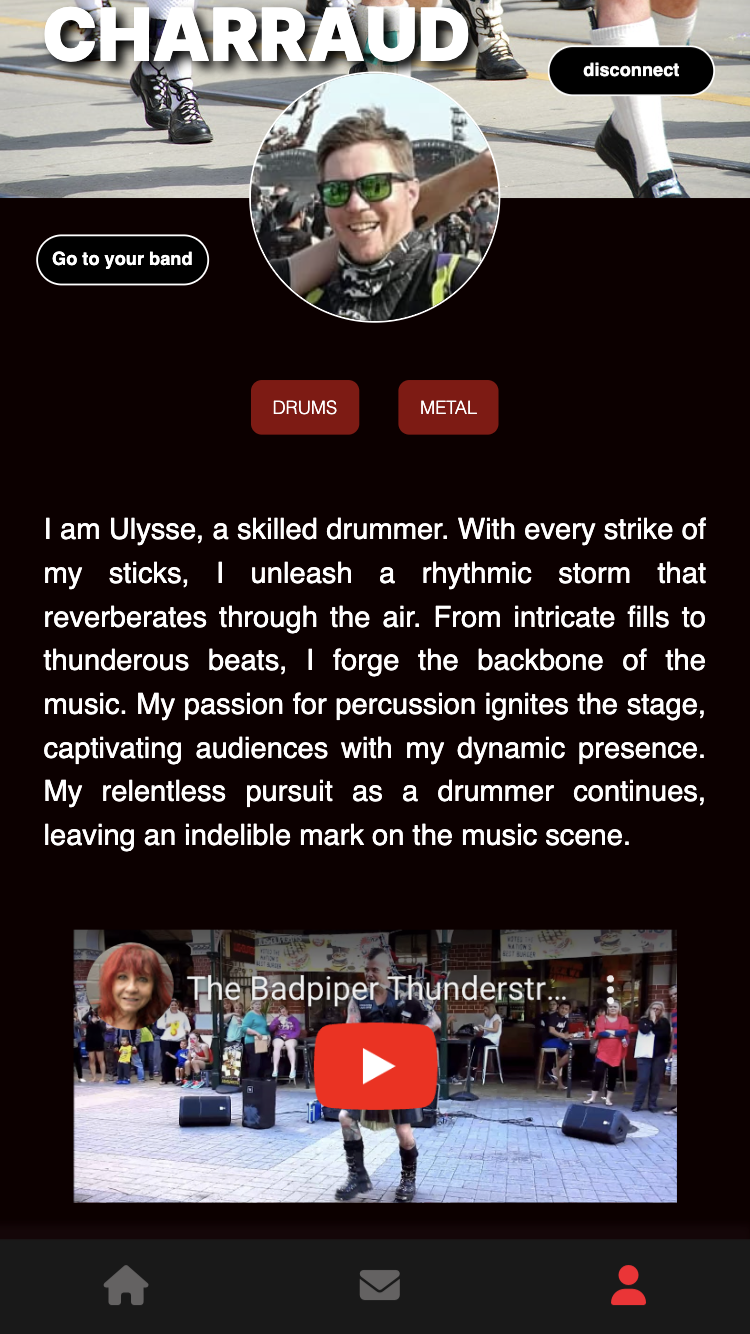 CHARRAUD
disconnect
Go to your band
DRUMS
METAL
I am Ulysse, a skilled drummer. With every strike of
my sticks, I unleash a rhythmic storm that
reverberates through the air. From intricate fills to
thunderous beats, I forge the backbone of the
music. My passion for percussion ignites the stage,
captivating audiences with my dynamic presence.
My relentless pursuit as a drummer continues,
leaving an indelible mark on the music scene.
The Badpiper Thunderstr...